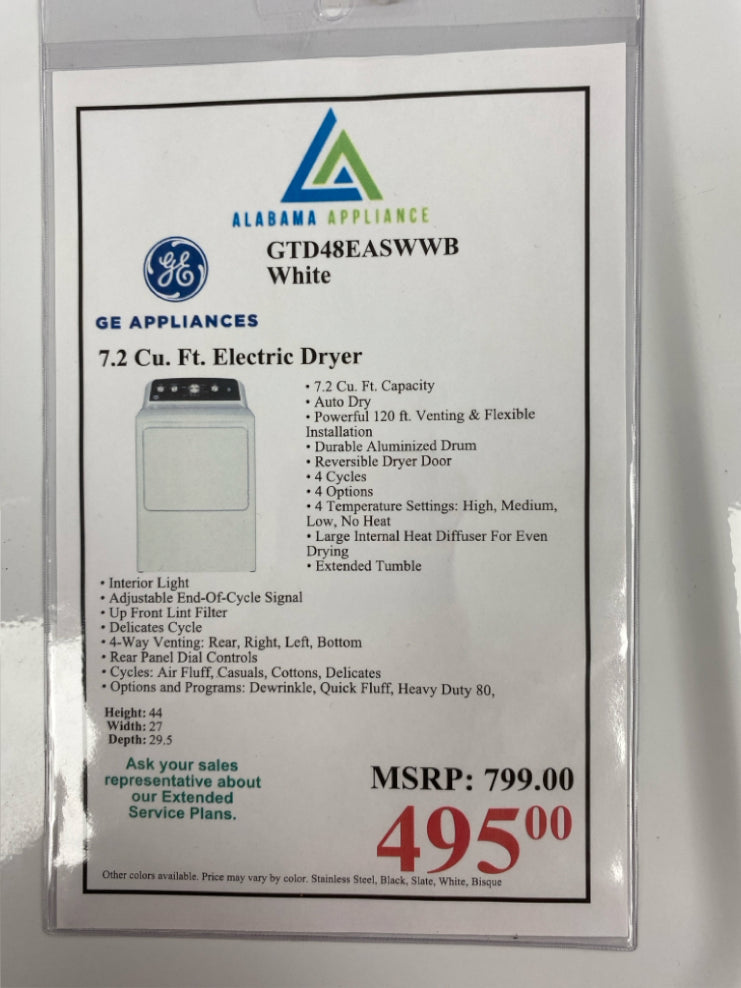 ALABAMA APPLIANCE
GE
GTD48EASWWB
White
GE APPLIANCES
7.2 Cu. Ft. Electric Dryer
• 7.2 Cu. Ft. Capacity
• Auto Dry
• Powerful 120 ft. Venting & Flexible
Installation
• Durable Aluminized Drum
• Reversible Dryer Door
• 4 Cycles
• 4 Options
• 4 Temperature Settings: High, Medium,
Low, No Heat
• Large Internal Heat Diffuser For Even
Drying
• Extended Tumble
• Interior Light
• Adjustable End-Of-Cycle Signal
• Up Front Lint Filter
• Delicates Cycle
• 4-Way Venting: Rear, Right, Left, Bottom
• Rear Panel Dial Controls
• Cycles: Air Fluff, Casuals, Cottons, Delicates
• Options and Programs: Dewrinkle, Quick Fluff, Heavy Duty 80,
Height: 44
Width: 27
Depth: 29.5
Ask your sales
representative about
our Extended
Service Plans.
MSRP: 799.00
495 00
Other colors available. Price may vary by color. Stainless Steel, Black, Slate, White, Bisque